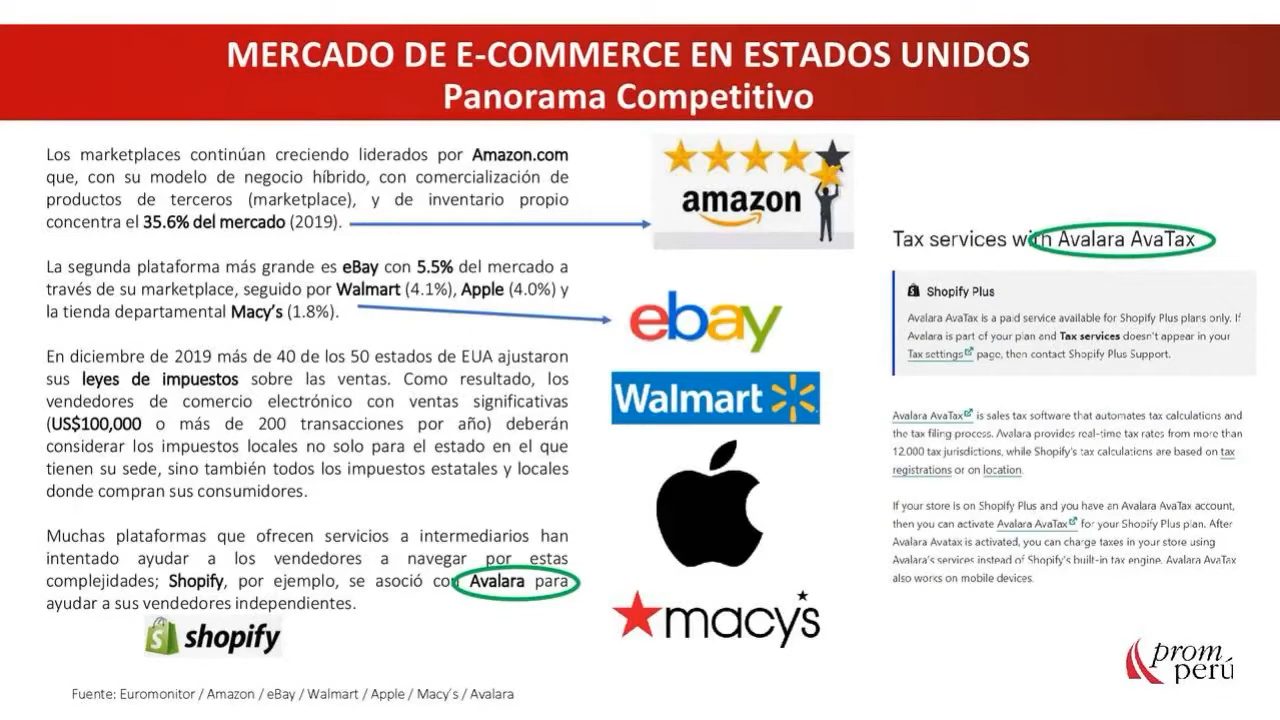 MERCADO DE E-COMMERCE EN ESTADOS UNIDOS
Panorama Competitivo
Los marketplaces continúan creciendo liderados por Amazon.com
que, con su modelo de negocio híbrido, con comercialización de
productos de terceros (marketplace), y de inventario propio
concentra el 35.6% del mercado (2019).
La segunda plataforma más grande es eBay con 5.5% del mercado a
través de su marketplace, seguido por Walmart (4.1%), Apple (4.0%) y
la tienda departamental Macy's (1.8%).
En diciembre de 2019 más de 40 de los 50 estados de EUA ajustaron
sus leyes de impuestos sobre las ventas. Como resultado, los
vendedores de comercio electrónico con ventas significativas
(US$100,000 o más de 200 transacciones por año) deberán
considerar los impuestos locales no solo para el estado en el que
tienen su sede, sino también todos los impuestos estatales y locales
donde compran sus consumidores.
Muchas plataformas que ofrecen servicios a intermediarios han
intentado ayudar a los vendedores a navegar por estas
complejidades; Shopify, por ejemplo, se asoció con Avalara para
ayudar a sus vendedores independientes.
shopify
amazon
ebay
Walmart
macy's
Tax services with Avalara AvaTax
Shopify Plus
Avalara AvaTax is a paid service available for Shopify Plus plans only. If
Avalara is part of your plan and Tax services doesn't appear in your
Tax settings page, then contact Shopify Plus Support.
Avalara AvaTax is sales tax software that automates tax calculations and
the tax filing process. Avalara provides real-time tax rates from more than
12,000 tax jurisdictions, while Shopify's tax calculations are based on tax
registrations or on location.
If your store is on Shopify Plus and you have an Avalara AvaTax account,
then you can activate Avalara AvaTax for your Shopify Plus plan. After
Avalara Avatax is activated, you can charge taxes in your store using
Avalara's services instead of Shopify's built-in tax engine. Avalara AvaTax
also works on mobile devices.
prom
perú
Fuente: Euromonitor / Amazon / eBay / Walmart / Apple / Macy's / Avalara